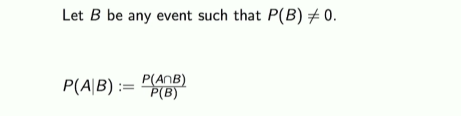 Let B be any event such that P(B) ≠ 0.
P(A|B) := P(A∩B) / P(B)